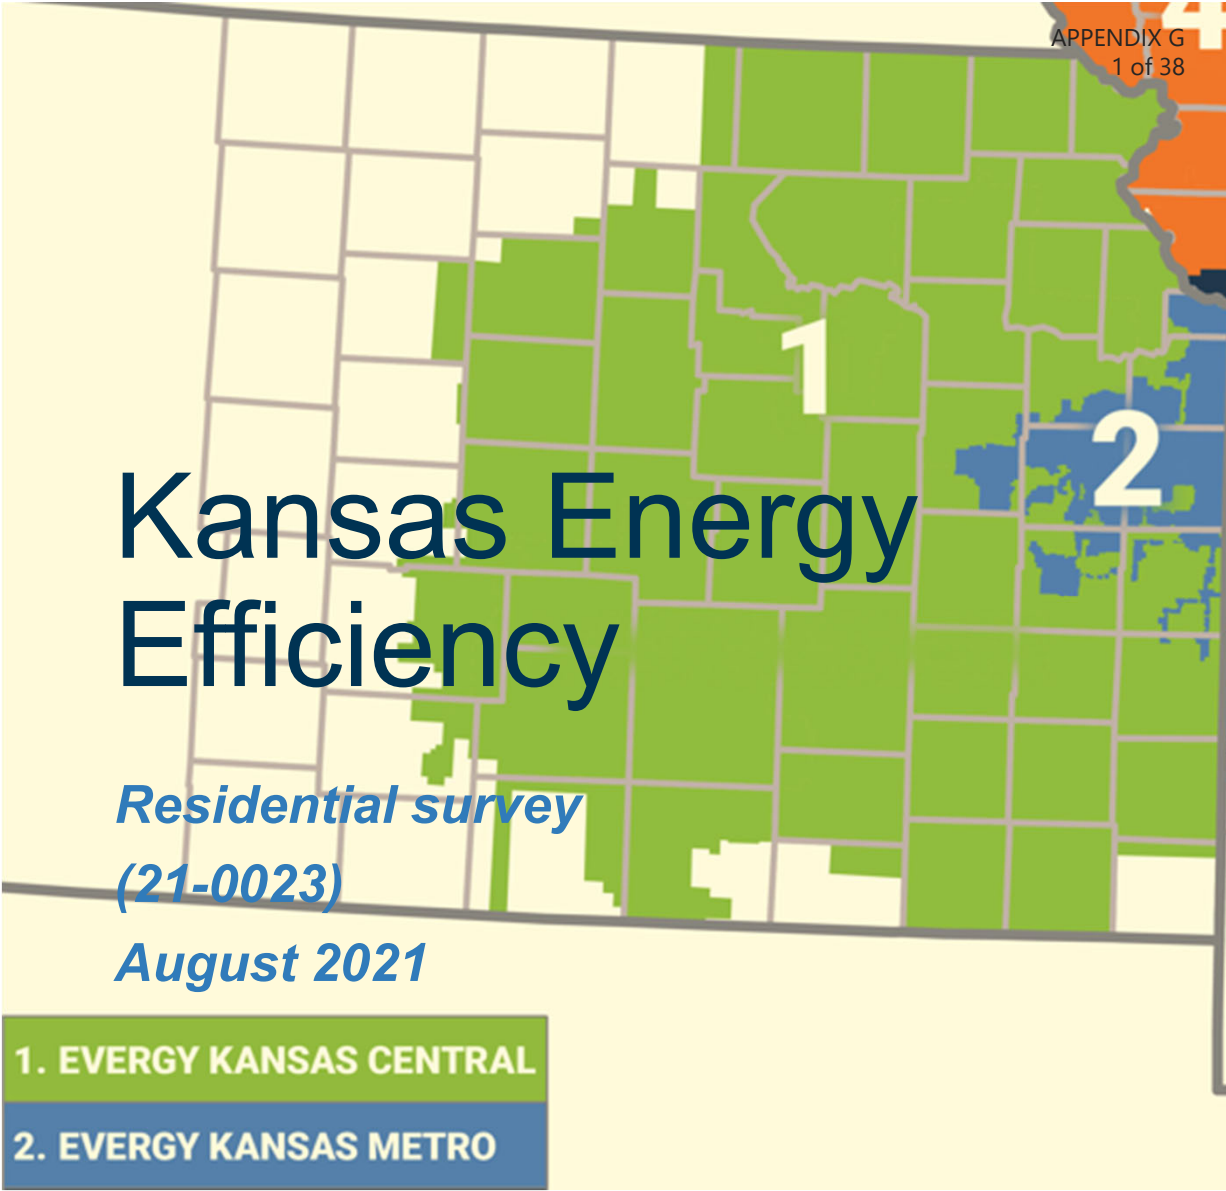 4
APPENDIX G
1 of 38
1
2
Kansas Energy
Efficiency
Residential survey
(21-0023)
August 2021
1. EVERGY KANSAS CENTRAL
2. EVERGY KANSAS METRO